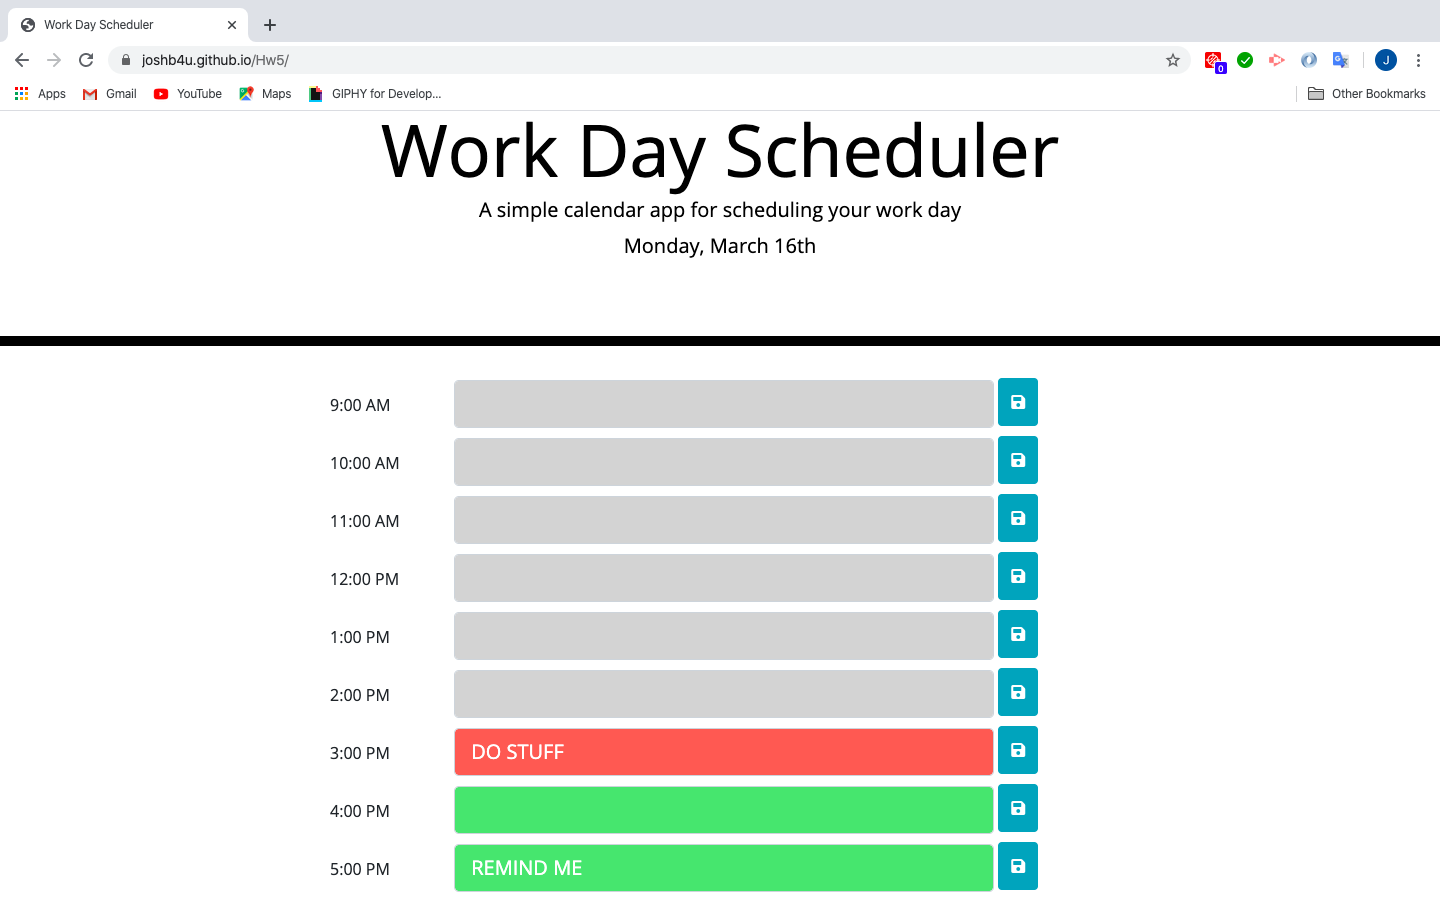 Work Day Scheduler
joshb4u.github.io/Hw5/
0
J
Apps Gmail YouTube Maps GIPHY for Develop... Other Bookmarks
Work Day Scheduler
A simple calendar app for scheduling your work day
Monday, March 16th
9:00 AM
10:00 AM
11:00 AM
12:00 PM
1:00 PM
2:00 PM
3:00 PM DO STUFF
4:00 PM
5:00 PM REMIND ME